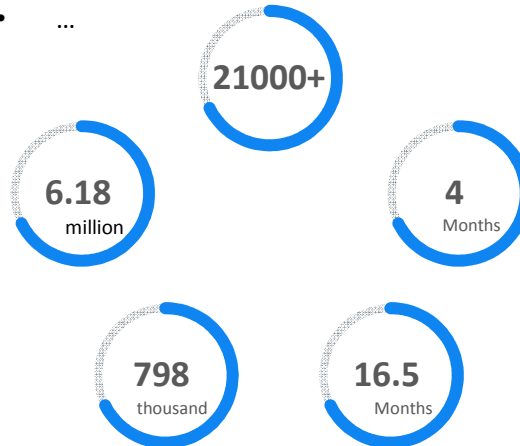 • ...
21000+
6.18
million
4
Months
798
thousand
16.5
Months